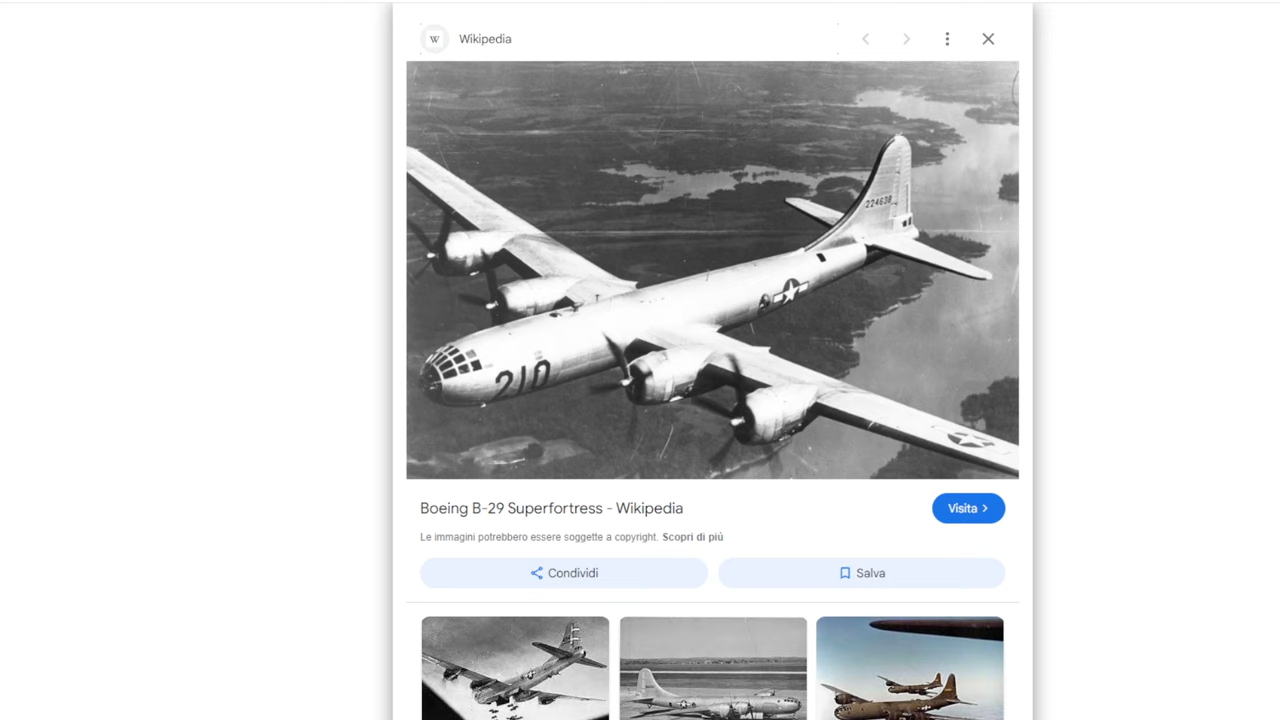 W Wikipedia
224638
210
Boeing B-29 Superfortress - Wikipedia
Visita
Le immagini potrebbero essere soggette a copyright. Scopri di più
Condividi
Salva